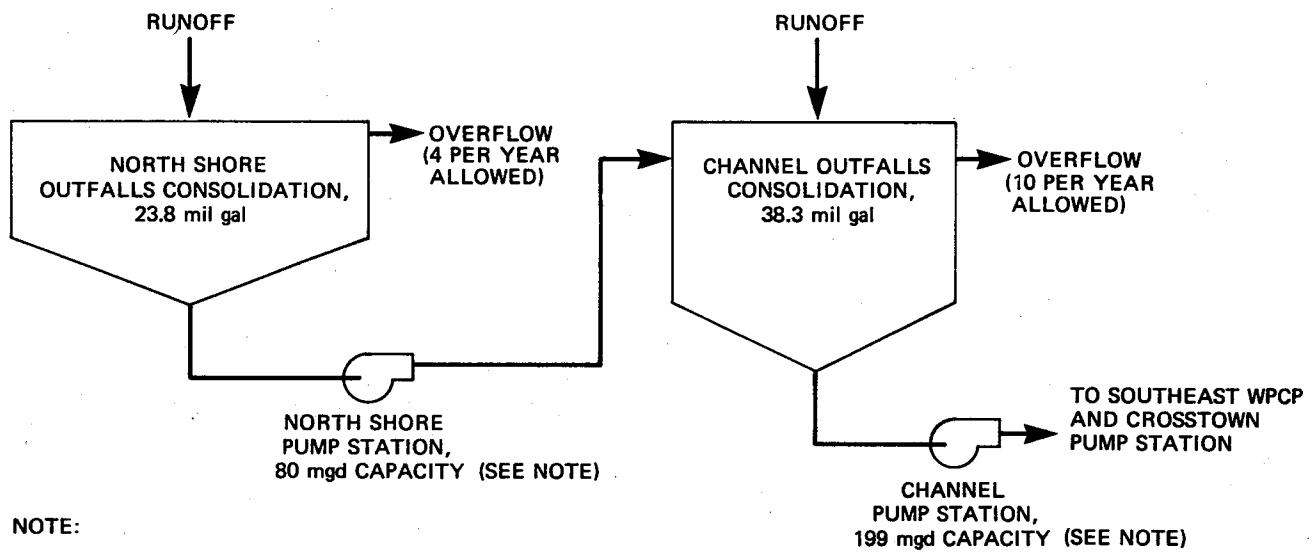 RUNOFF
RUNOFF
NORTH SHORE
OUTFALLS CONSOLIDATION,
23.8 mil gal
OVERFLOW
(4 PER YEAR
ALLOWED)
CHANNEL OUTFALLS
CONSOLIDATION,
38.3 mil gal
OVERFLOW
(10 PER YEAR
ALLOWED)
NORTH SHORE
PUMP STATION,
80 mgd CAPACITY (SEE NOTE)
TO SOUTHEAST WPCP
AND CROSSTOWN
PUMP STATION
CHANNEL
PUMP STATION,
199 mgd CAPACITY (SEE NOTE)
NOTE: